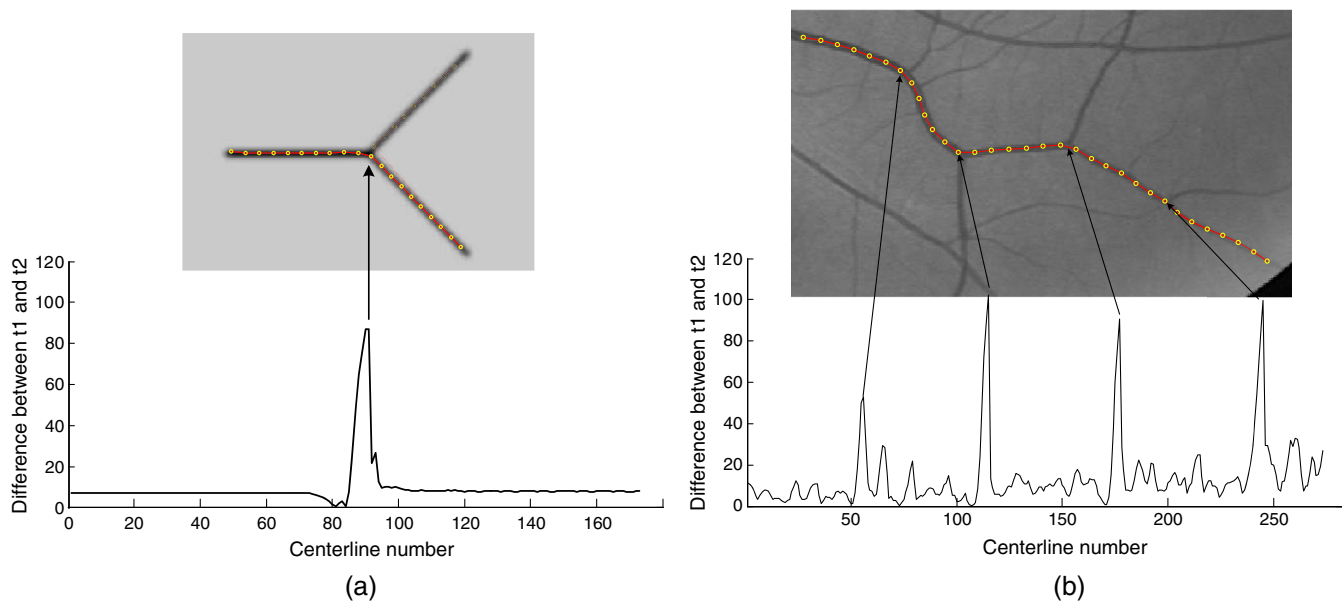 Difference between t1 and t2
120
100
80
60
40
20
0
0 20 40 60 80 100 120 140 160
Centerline number
(a)
Difference between t1 and t2
120
100
80
60
40
20
0
50 100 150 200 250
Centerline number
(b)